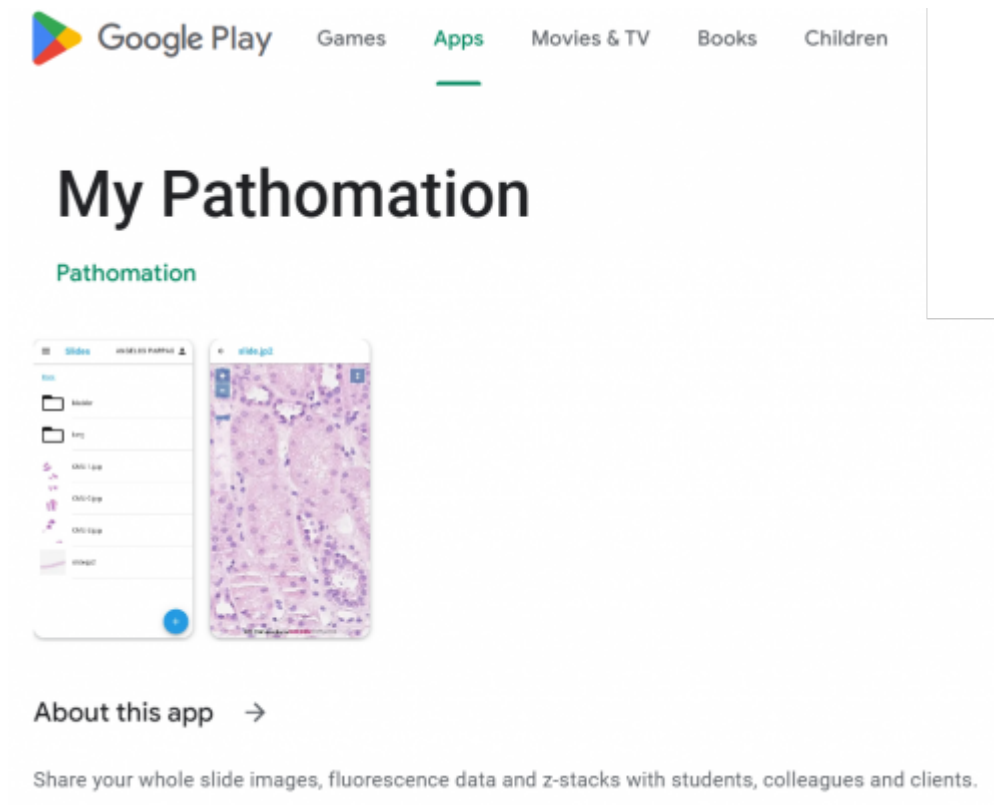 Google Play Games Apps Movies & TV Books Children
My Pathomation
Pathomation
Slides
slide.jp2
About this app →
Share your whole slide images, fluorescence data and z-stacks with students, colleagues and clients.